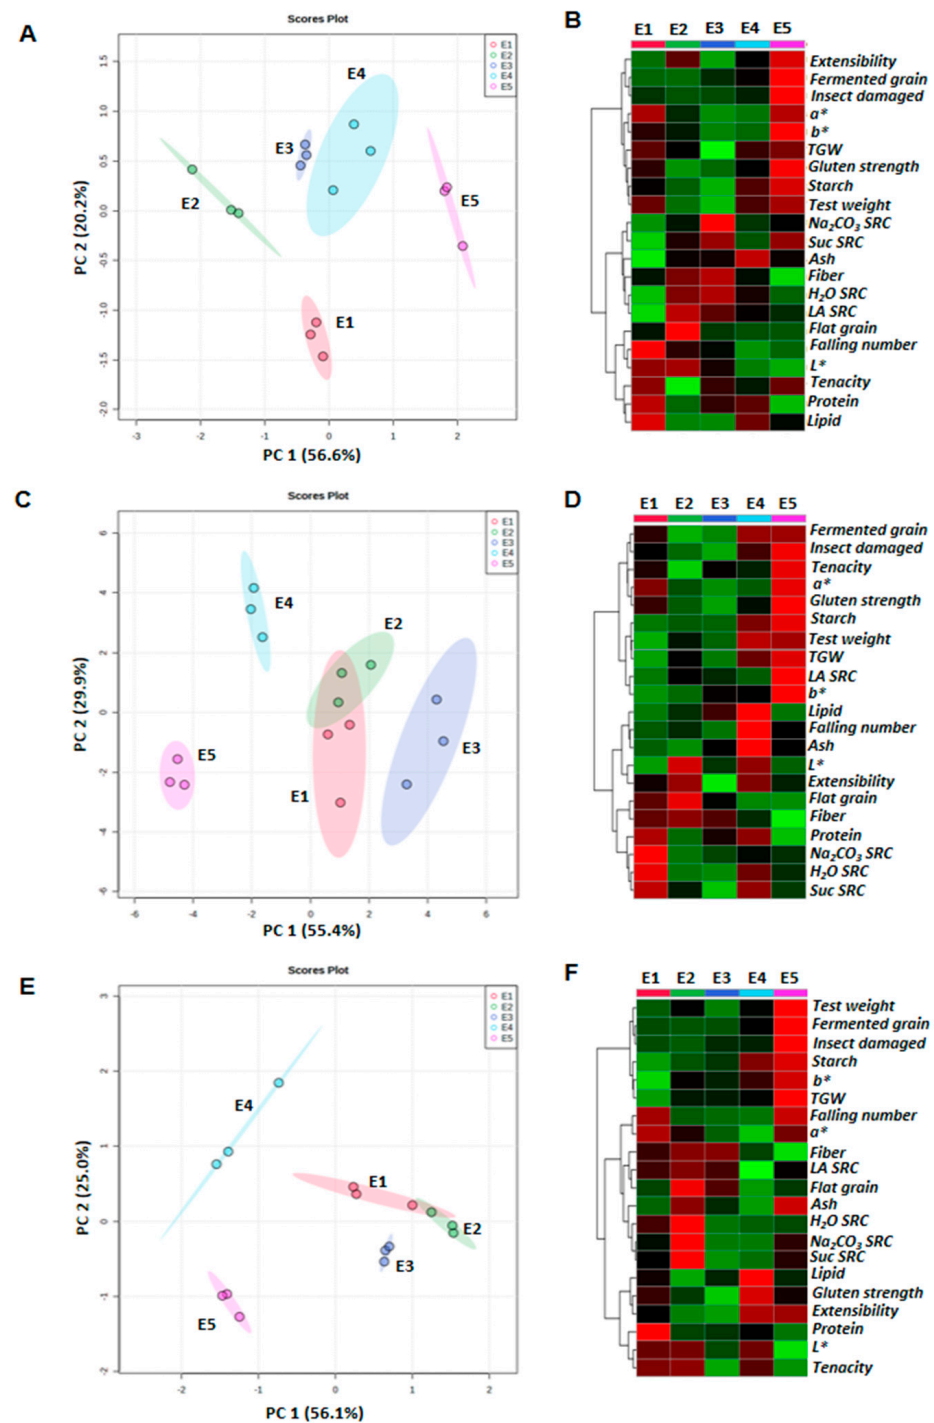 A
Scores Plot
E1
E2
E3
E4
E5
E4
E3
E2
E5
E1
PC 2 (20.2%)
1.5
1.0
0.5
0.0
-0.5
-1.0
-1.5
-2.0
-3
-2
-1
0
1
2
PC 1 (56.6%)
B
E1 E2 E3 E4 E5
Extensibility
Fermented grain
Insect damaged
a*
b*
TGW
Gluten strength
Starch
Test weight
Na₂CO₃ SRC
Suc SRC
Ash
Fiber
H₂O SRC
LA SRC
Flat grain
Falling number
L*
Tenacity
Protein
Lipid
C
Scores Plot
E1
E2
E3
E4
E5
E4
E2
E5
E3
E1
PC 2 (29.9%)
6
4
2
0
-2
-4
-6
-6
-4
-2
0
2
4
6
PC 1 (55.4%)
D
E1 E2 E3 E4 E5
Fermented grain
Insect damaged
Tenacity
a*
Gluten strength
Starch
Test weight
TGW
LA SRC
b*
Lipid
Falling number
Ash
L*
Extensibility
Flat grain
Fiber
Protein
Na₂CO₃ SRC
H₂O SRC
Suc SRC
E
Scores Plot
E1
E2
E3
E4
E5
E4
E1
E2
E3
E5
PC 2 (25.0%)
3
2
1
0
-1
-2
-2
-1
0
1
2
PC 1 (56.1%)
F
E1 E2 E3 E4 E5
Test weight
Fermented grain
Insect damaged
Starch
b*
TGW
Falling number
a*
Fiber
LA SRC
Flat grain
Ash
H₂O SRC
Na₂CO₃ SRC
Suc SRC
Lipid
Gluten strength
Extensibility
Protein
L*
Tenacity